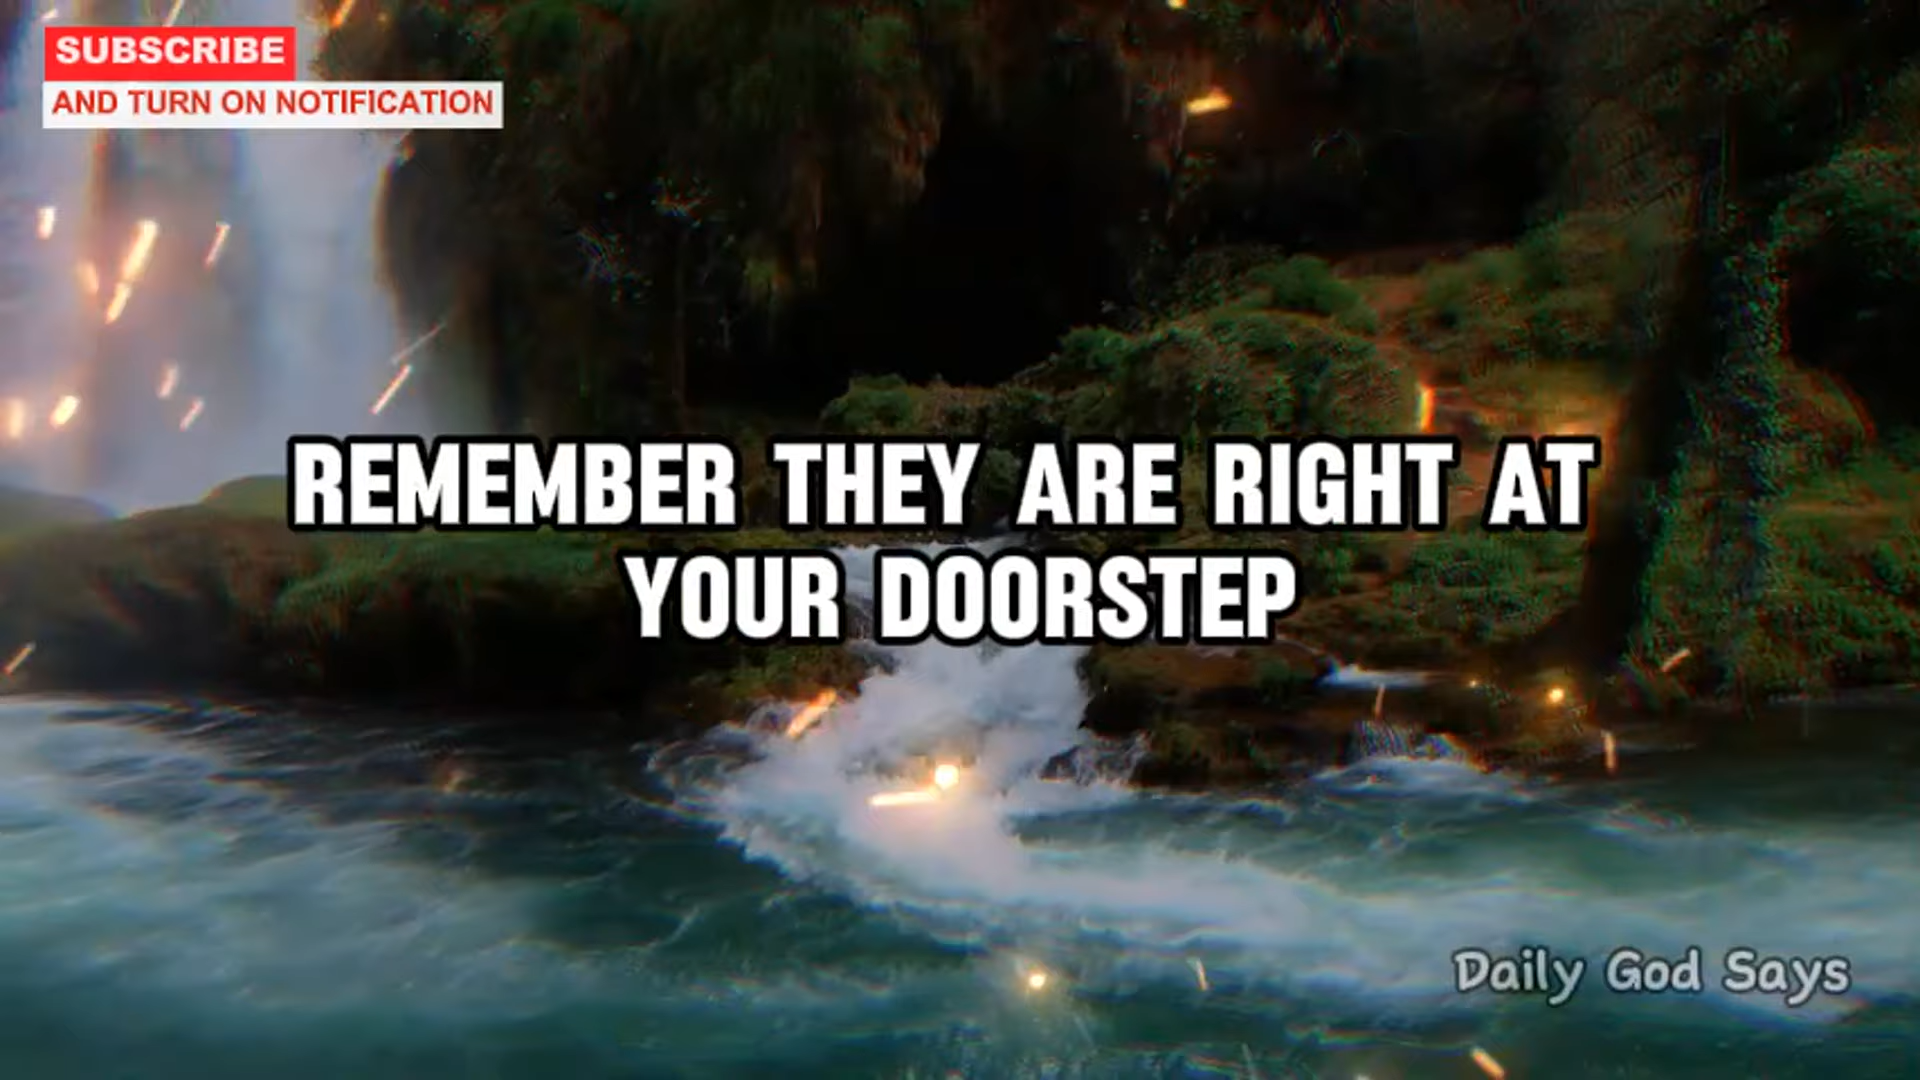 SUBSCRIBE
AND TURN ON NOTIFICATION
REMEMBER THEY ARE RIGHT AT
YOUR DOORSTEP
Daily God Says